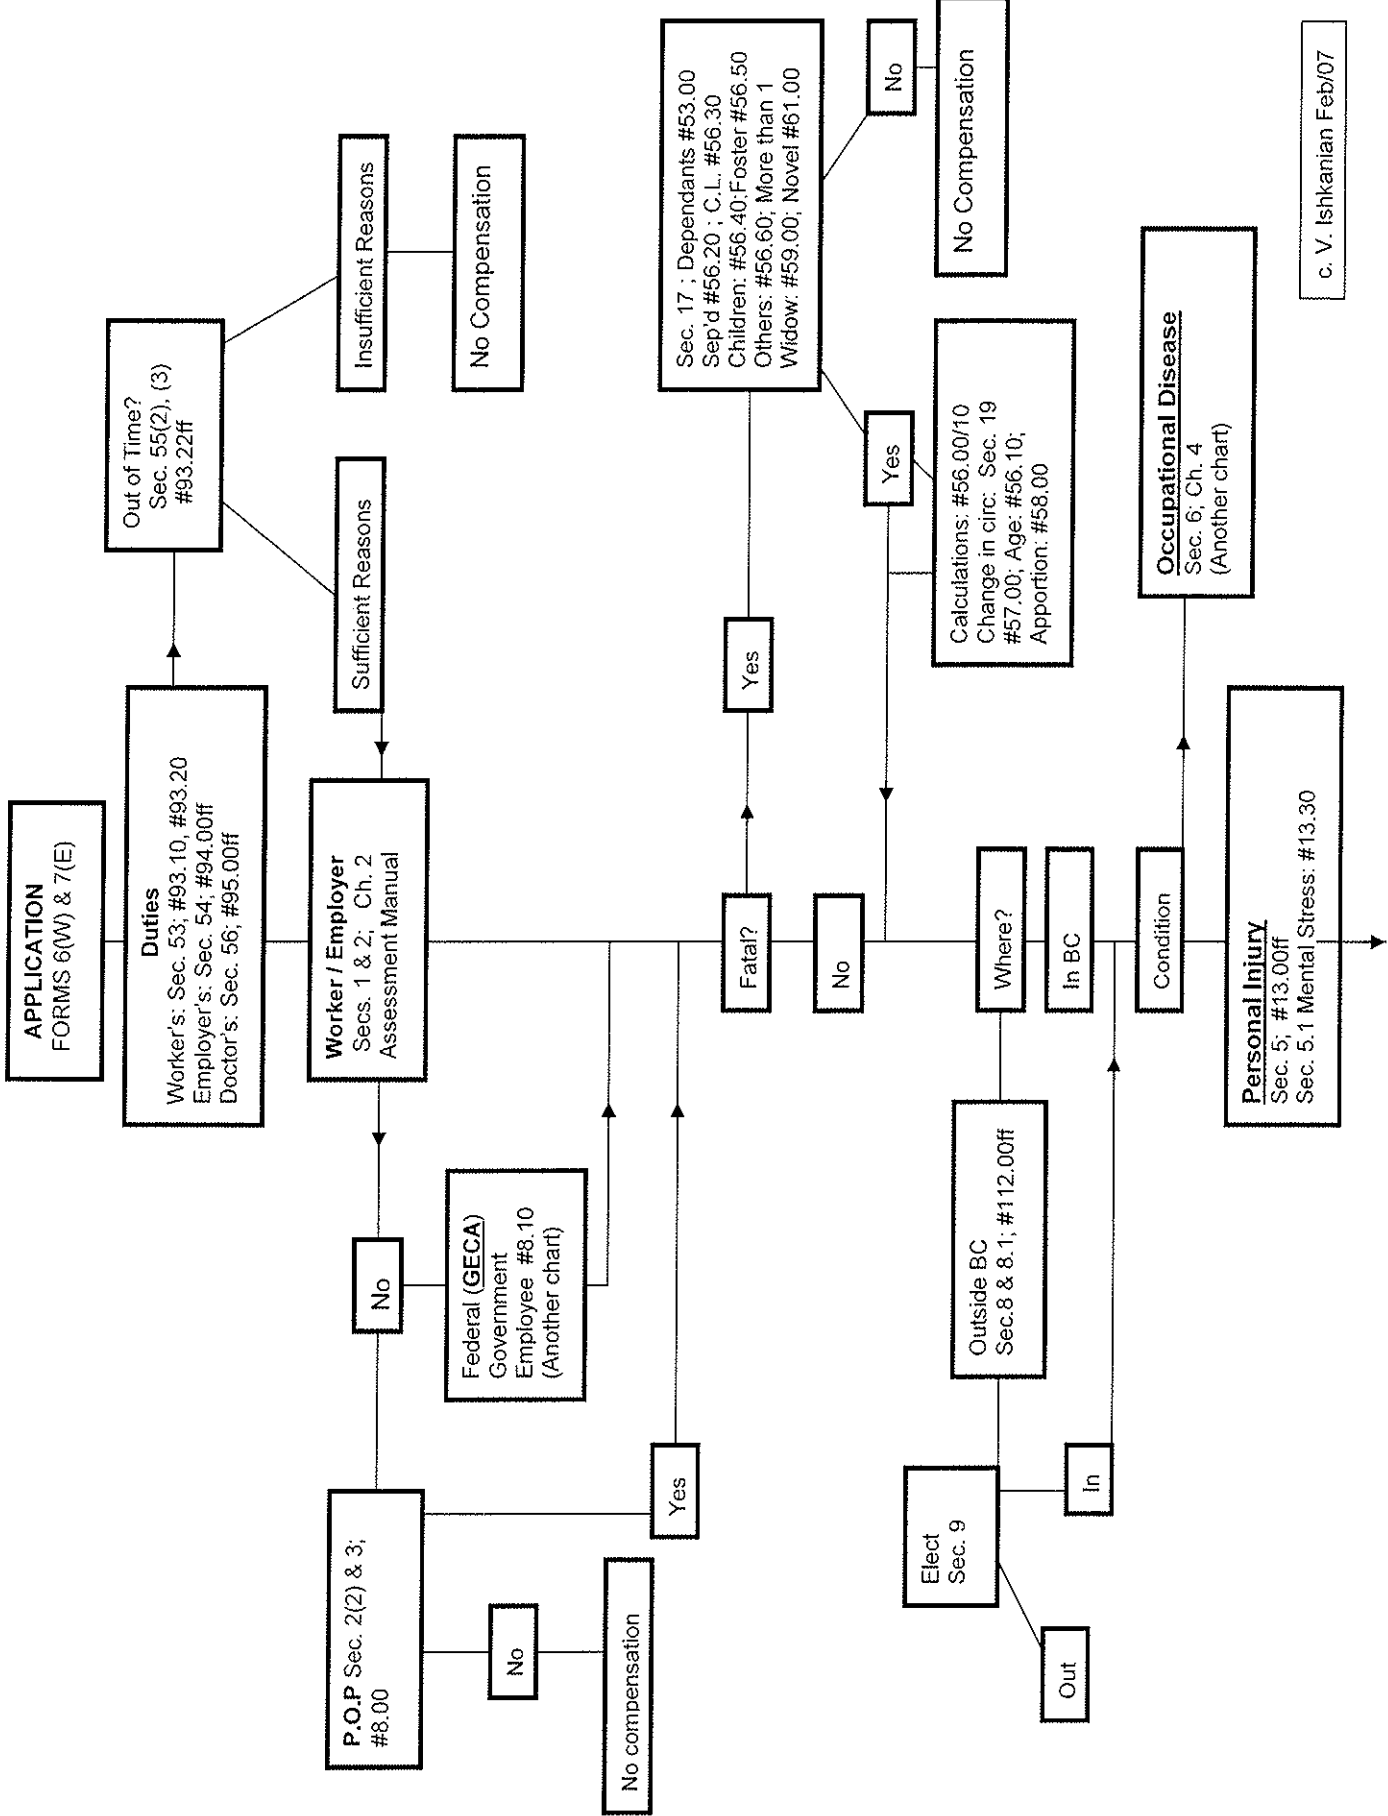 APPLICATION
FORMS 6(W) & 7(E)
Duties
Worker's: Sec. 53; #93.10, #93.20
Employer's: Sec. 54; #94.00ff
Doctor's: Sec. 56; #95.00ff
Out of Time?
Sec. 55(2), (3)
#93.22ff
Sufficient Reasons
Insufficient Reasons
No Compensation
Worker / Employer
Secs. 1 & 2; Ch. 2
Assessment Manual
No
P.O.P Sec. 2(2) & 3;
#8.00
No
No compensation
Yes
Federal (GECA)
Government
Employee #8.10
(Another chart)
Fatal?
Yes
Sec. 17 ; Dependants #53.00
Sep'd #56.20 ; C.L. #56.30
Children: #56.40;Foster #56.50
Others: #56.60; More than 1
Widow: #59.00; Novel #61.00
No
No Compensation
Yes
Calculations: #56.00/10
Change in circ: Sec. 19
#57.00; Age: #56.10;
Apportion: #58.00
No
Where?
Outside BC
Sec.8 & 8.1; #112.00ff
Elect
Sec. 9
Out
In
In BC
Condition
Occupational Disease
Sec. 6; Ch. 4
(Another chart)
Personal Injury
Sec. 5; #13.00ff
Sec. 5.1 Mental Stress: #13.30
c. V. Ishkanian Feb/07